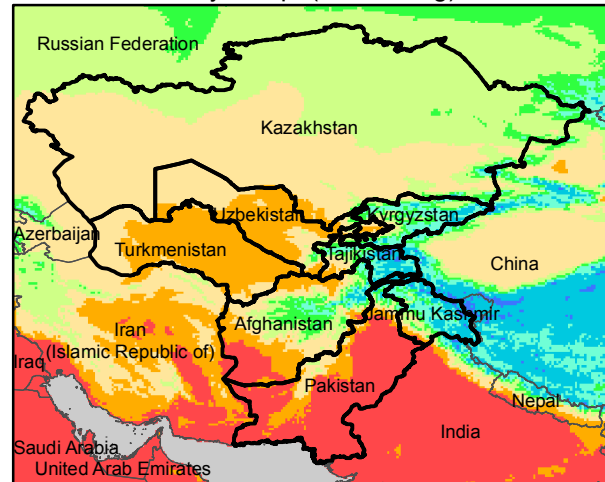 Russian Federation
Kazakhstan
Uzbekistan
Kyrgyzstan
Azerbaijan
Turkmenistan
Tajikistan
China
Jammu Kashmir
Afghanistan
Iran
(Islamic Republic of)
Iraq
Pakistan
Nepal
India
Saudi Arabia
United Arab Emirates